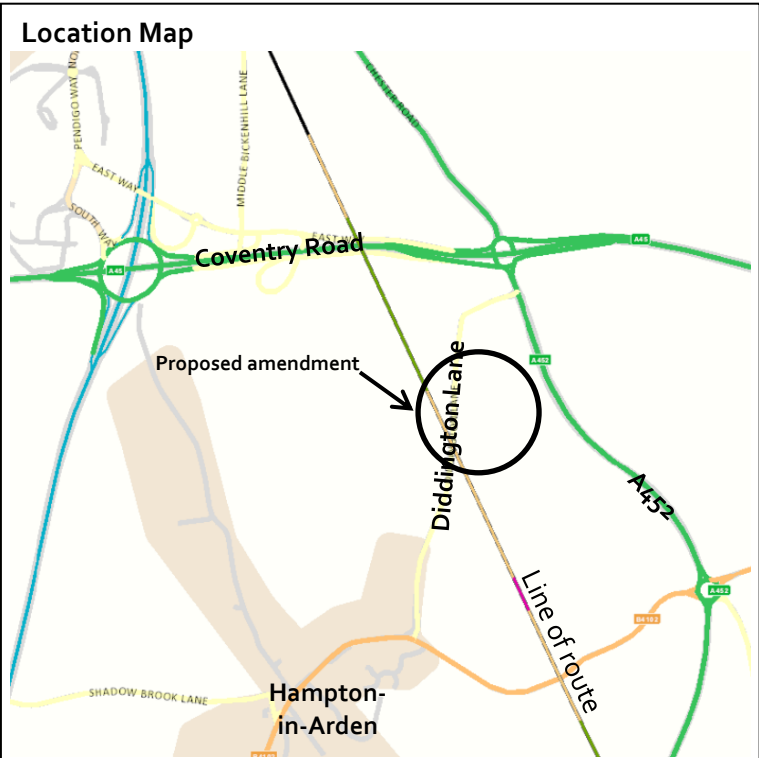 Location Map
PENDIGO WAY
MIDDLE BICKENHILL LANE
CHESTER ROAD
EAST WAY
SOUTH WAY
EAST WAY
Coventry Road
A45
A45
Proposed amendment
Diddington Lane
A452
A452
Line of route
A452
B4102
SHADOW BROOK LANE
Hampton-
in-Arden